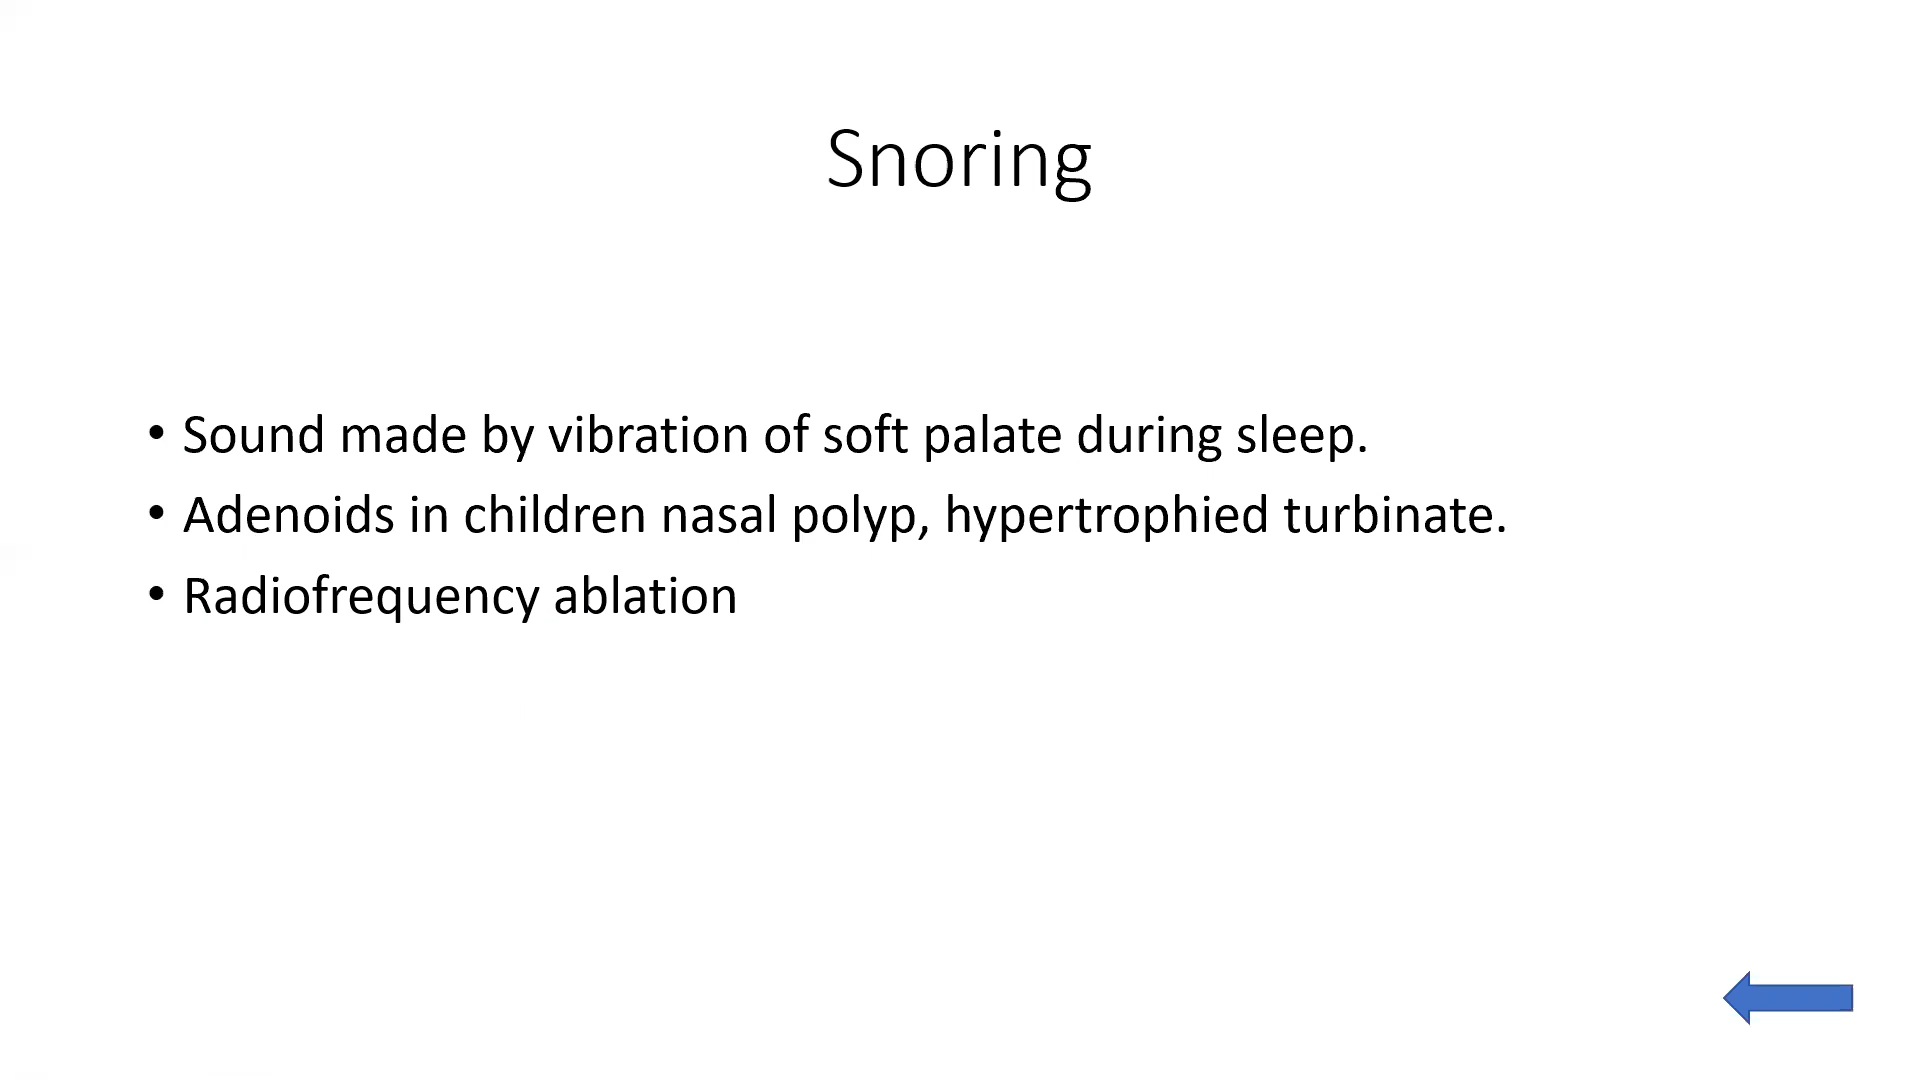 Snoring
• Sound made by vibration of soft palate during sleep.
• Adenoids in children nasal polyp, hypertrophied turbinate.
• Radiofrequency ablation